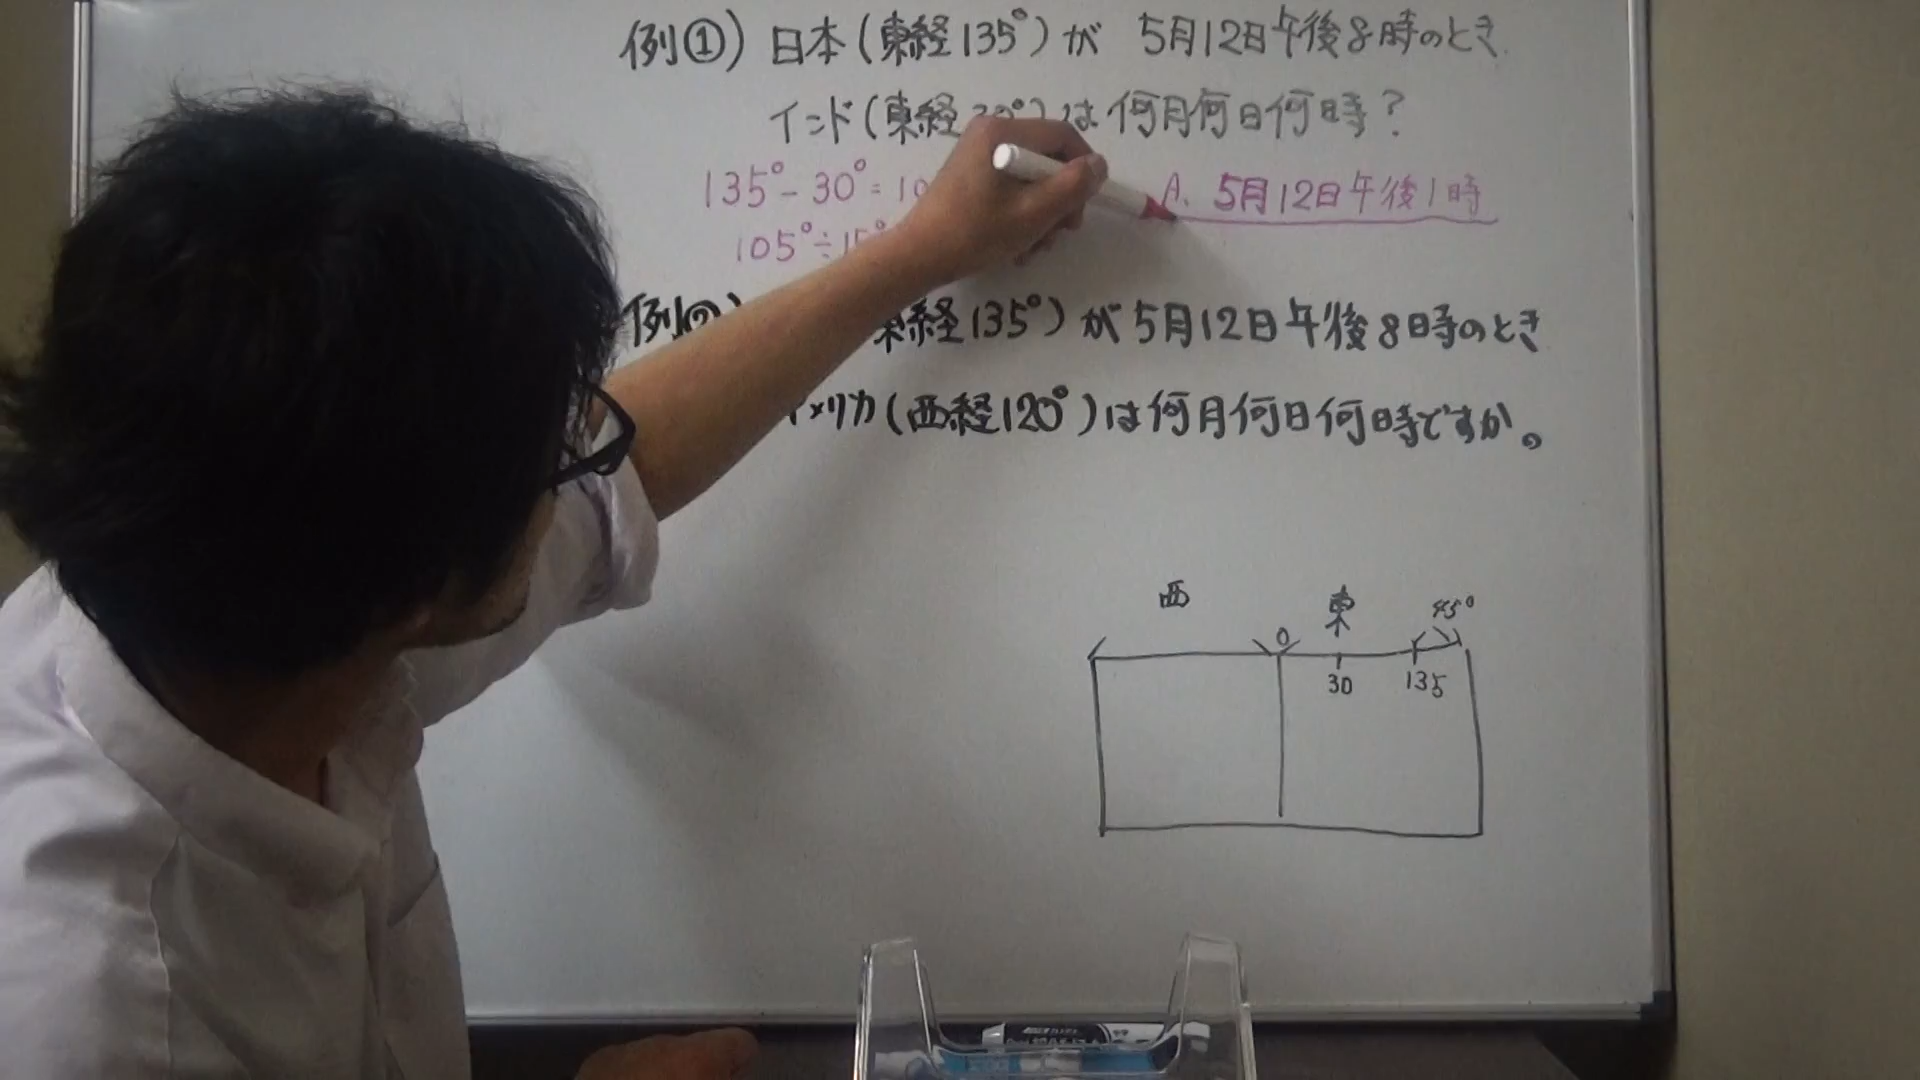 例①) 日本(東経135°)が 5月12日午後8時のとき
インド(東経30°)は何月何日何時?
135°-30°=10
A. 5月12日午後1時
105°÷15°
例②) 東経135°)が5月12日午後8時のとき
アメリカ(西経120°)は何月何日何時ですか。
西 東 45°
0
30 135